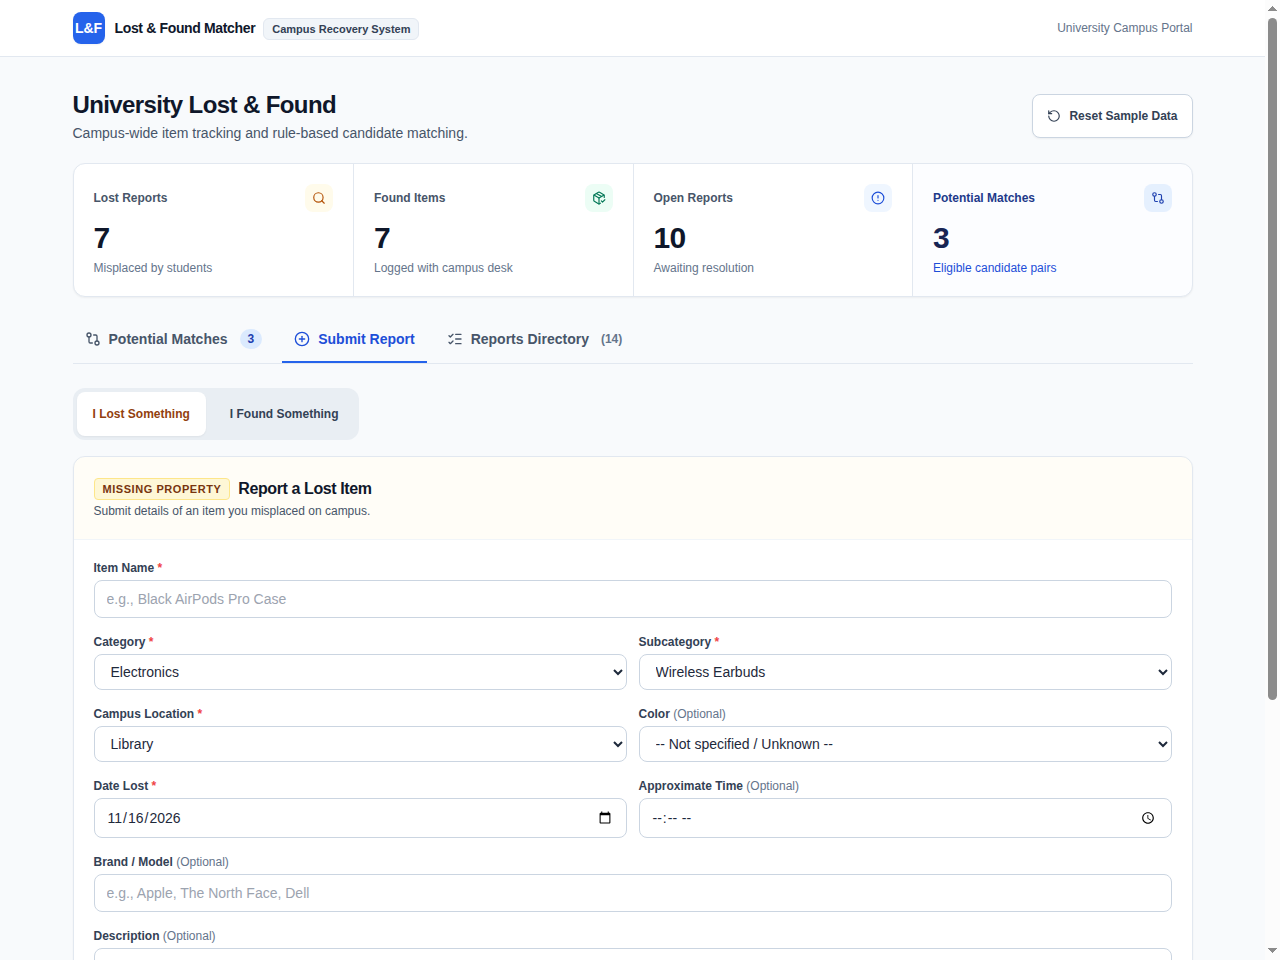 L&F Lost & Found Matcher Campus Recovery System University Campus Portal
University Lost & Found
Campus-wide item tracking and rule-based candidate matching.
Reset Sample Data
Lost Reports
7
Misplaced by students
Found Items
7
Logged with campus desk
Open Reports
10
Awaiting resolution
Potential Matches
3
Eligible candidate pairs
Potential Matches 3 Submit Report Reports Directory (14)
I Lost Something I Found Something
MISSING PROPERTY Report a Lost Item
Submit details of an item you misplaced on campus.
Item Name *
e.g., Black AirPods Pro Case
Category * Subcategory *
Electronics Wireless Earbuds
Campus Location * Color (Optional)
Library -- Not specified / Unknown --
Date Lost * Approximate Time (Optional)
11/16/2026 --:-- --
Brand / Model (Optional)
e.g., Apple, The North Face, Dell
Description (Optional)